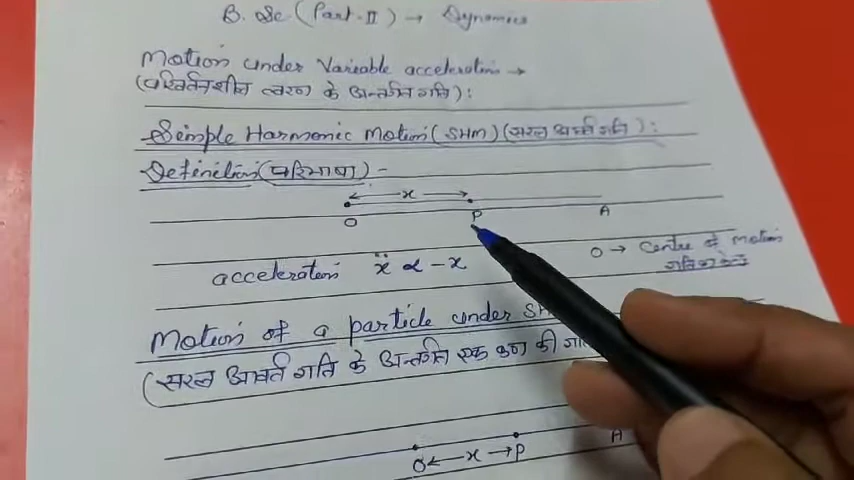 B. Sc (Part-II) → Dynamics
Motion under Variable acceleration →
(परिवर्तनशील त्वरण के अन्तर्गत गति):
Simple Harmonic Motion (SHM) (सरल आवर्त गति):
Definition (परिभाषा) -
x
O P A
acceleration ẍ ∝ -x
O → Centre of motion
गति का केन्द्र
Motion of a particle under SH
(सरल आवर्त गति के अन्तर्गत एक कण की
O ← x → P A